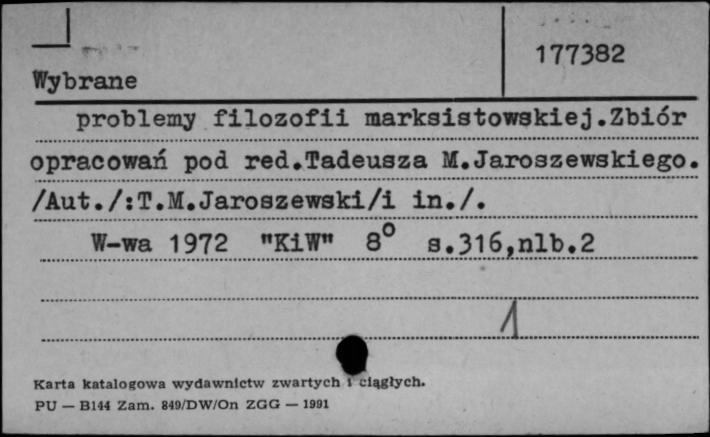 177382
Wybrane
problemy filozofii marksistowskiej.Zbiór
opracowań pod red.Tadeusza M.Jaroszewskiego.
/Aut./:T.M.Jaroszewski/i in./.
W-wa 1972 "KiW" 8° s.316,nlb.2
1
Karta katalogowa wydawnictw zwartych i ciągłych.
PU — B144 Zam. 849/DW/On ZGG — 1991